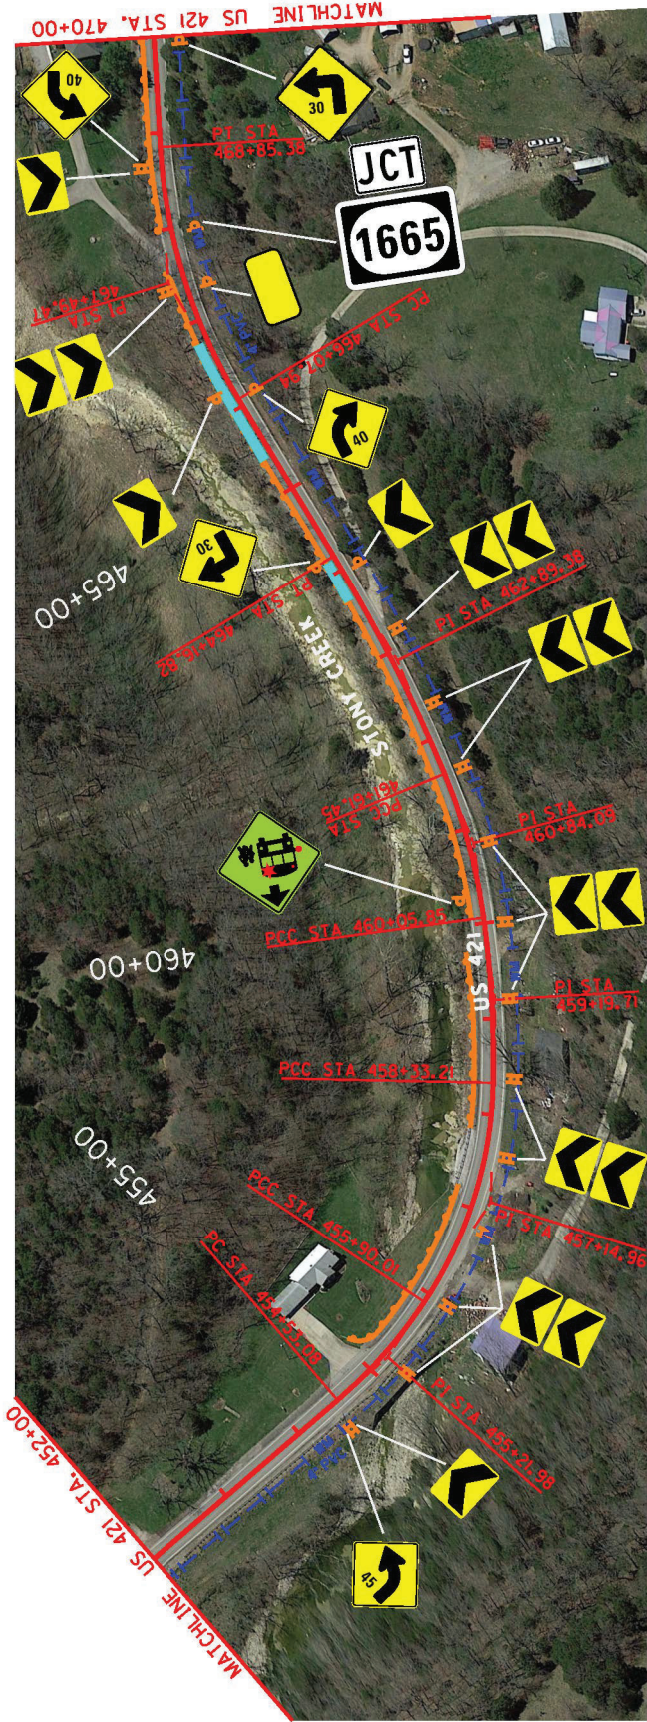 MATCHLINE US 421 STA. 470+00
40
30
PT STA
468+85.38
JCT
1665
PI STA
467+49.47
PC STA 466+07.94
40
30
465+00
PT STA
464+16.82
PI STA 462+89.38
STONY CREEK
PCC STA
461+61.45
PI STA
460+84.09
PCC STA 460+05.85
460+00
US 421
PI STA
459+19.71
PCC STA 458+33.21
455+00
PCC STA 455+90.01
PI STA 457+14.96
PC STA 454+53.08
PI STA 455+21.98
MATCHLINE US 421 STA. 452+00
45